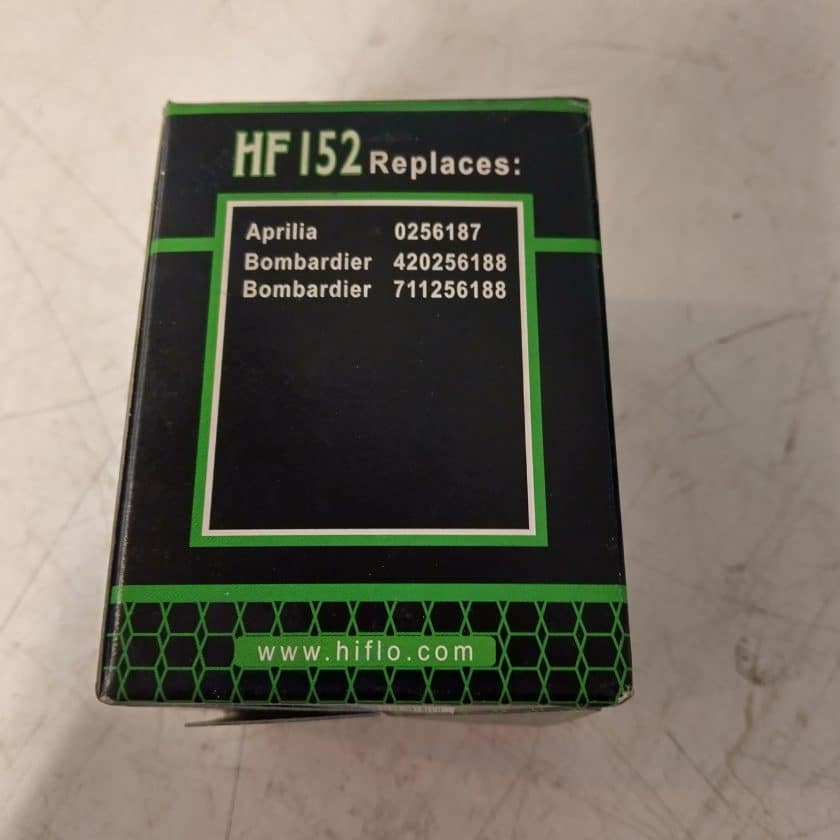 HF152 Replaces:
Aprilia 0256187
Bombardier 420256188
Bombardier 711256188
www.hiflo.com